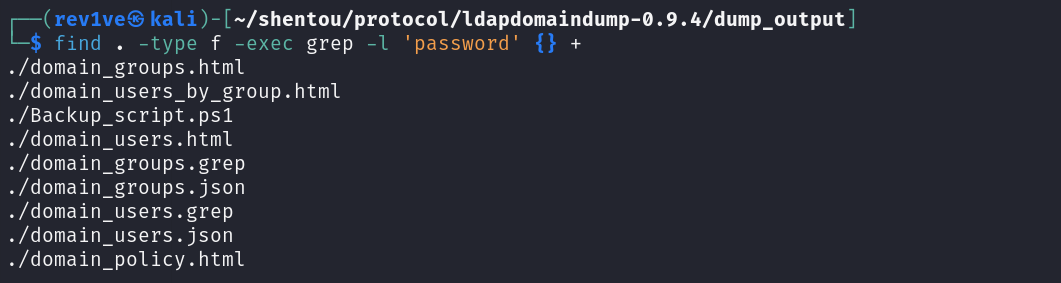 ┌──(rev1ve㉿kali)-[~/shentou/protocol/ldapdomaindump-0.9.4/dump_output]
└─$ find . -type f -exec grep -l 'password' {} +
./domain_groups.html
./domain_users_by_group.html
./Backup_script.ps1
./domain_users.html
./domain_groups.grep
./domain_groups.json
./domain_users.grep
./domain_users.json
./domain_policy.html